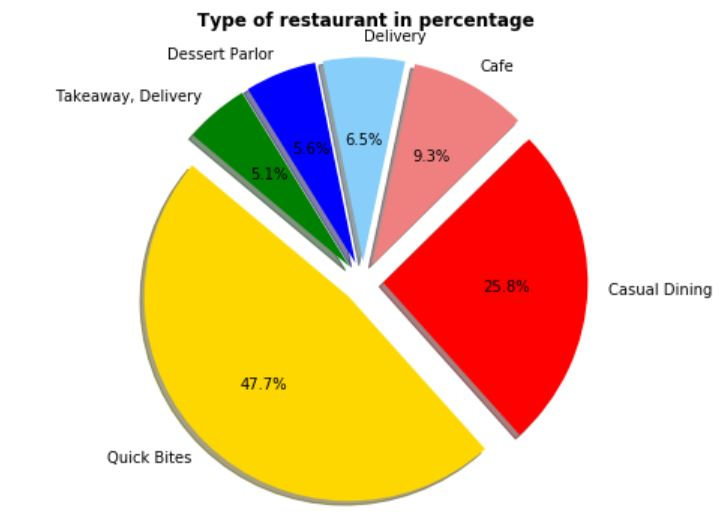 Type of restaurant in percentage
Delivery
Dessert Parlor
Cafe
Takeaway, Delivery
6.5%
5.6%
9.3%
5.1%
25.8%
Casual Dining
47.7%
Quick Bites